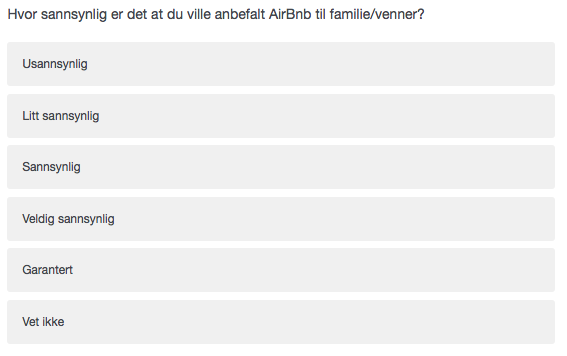 Hvor sannsynlig er det at du ville anbefalt AirBnb til familie/venner?
Usannsynlig
Litt sannsynlig
Sannsynlig
Veldig sannsynlig
Garantert
Vet ikke